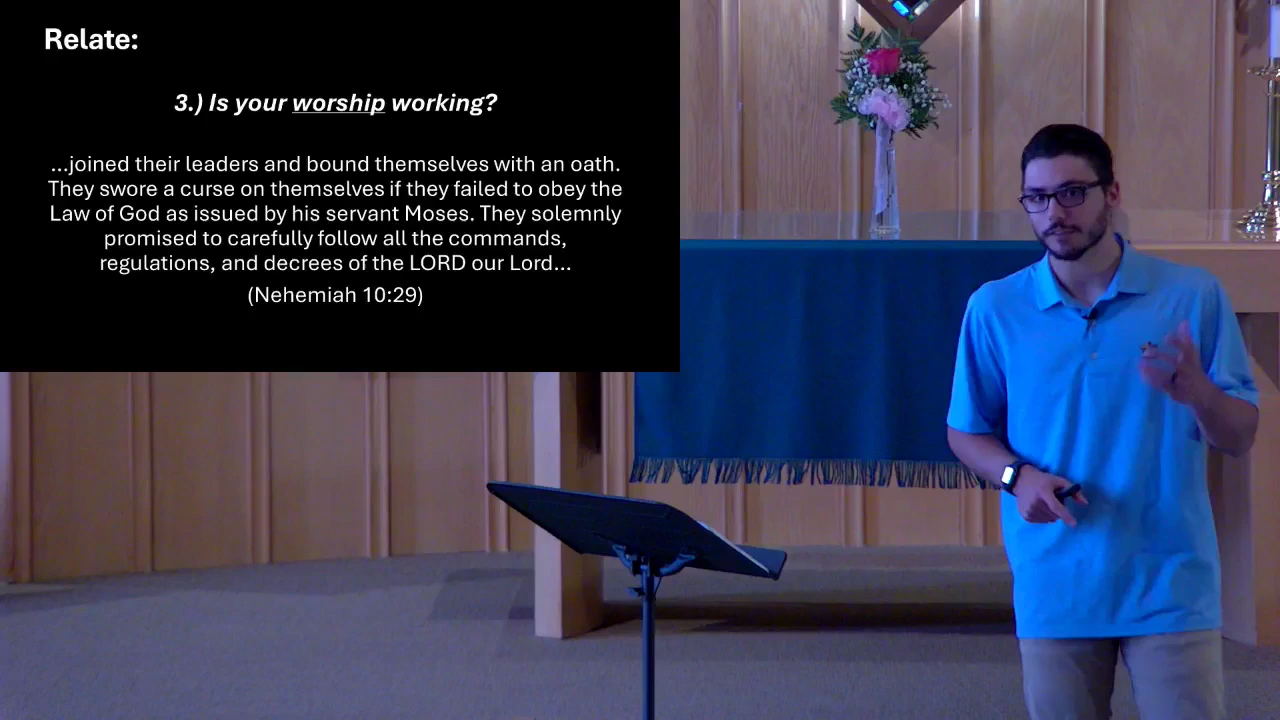 Relate:
3.) Is your worship working?
...joined their leaders and bound themselves with an oath.
They swore a curse on themselves if they failed to obey the
Law of God as issued by his servant Moses. They solemnly
promised to carefully follow all the commands,
regulations, and decrees of the LORD our Lord...
(Nehemiah 10:29)